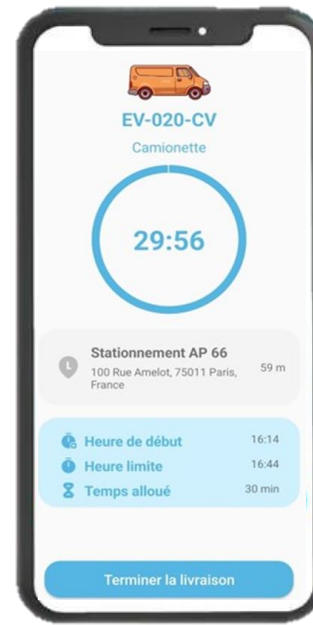 EV-020-CV
Camionette
29:56
Stationnement AP 66
100 Rue Amelot, 75011 Paris,
France
59 m
L
Heure de début 16:14
Heure limite 16:44
Temps alloué 30 min
Terminer la livraison